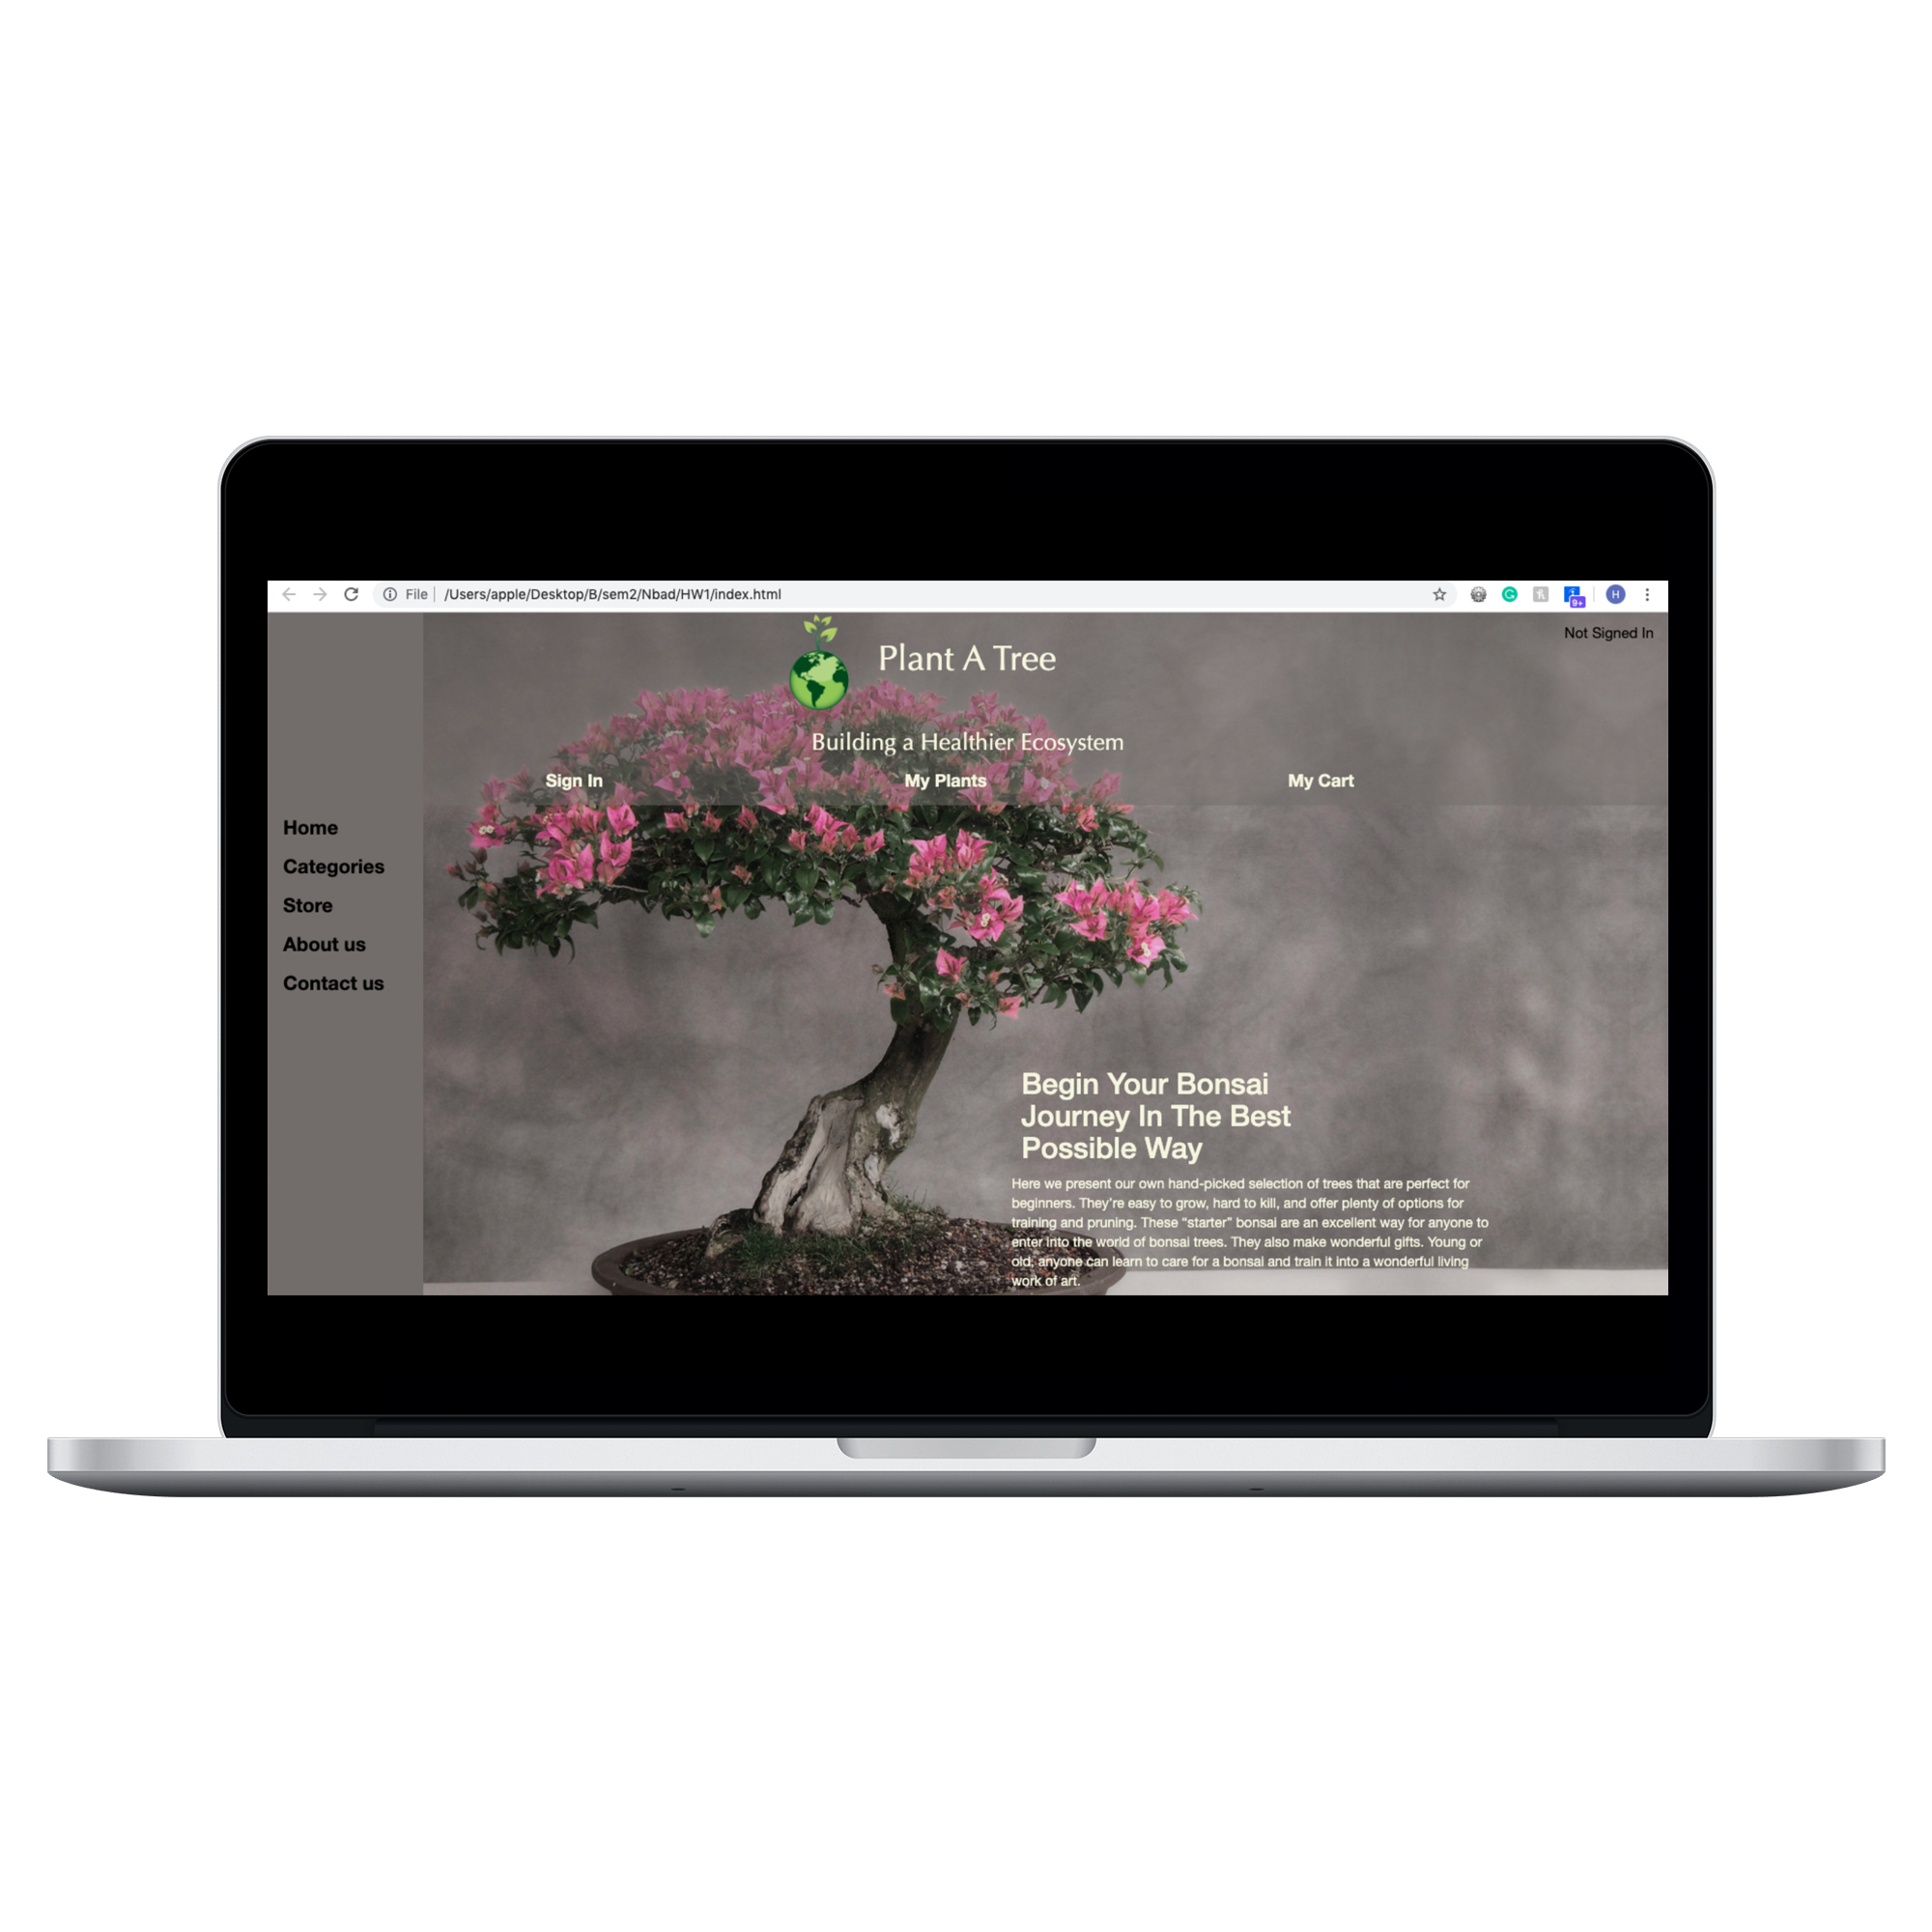 File /Users/apple/Desktop/B/sem2/Nbad/HW1/index.html
9+
H
Not Signed In
Plant A Tree
Building a Healthier Ecosystem
Sign In My Plants My Cart
Home
Categories
Store
About us
Contact us
Begin Your Bonsai
Journey In The Best
Possible Way
Here we present our own hand-picked selection of trees that are perfect for
beginners. They're easy to grow, hard to kill, and offer plenty of options for
training and pruning. These “starter” bonsai are an excellent way for anyone to
enter into the world of bonsai trees. They also make wonderful gifts. Young or
old, anyone can learn to care for a bonsai and train it into a wonderful living
work of art.